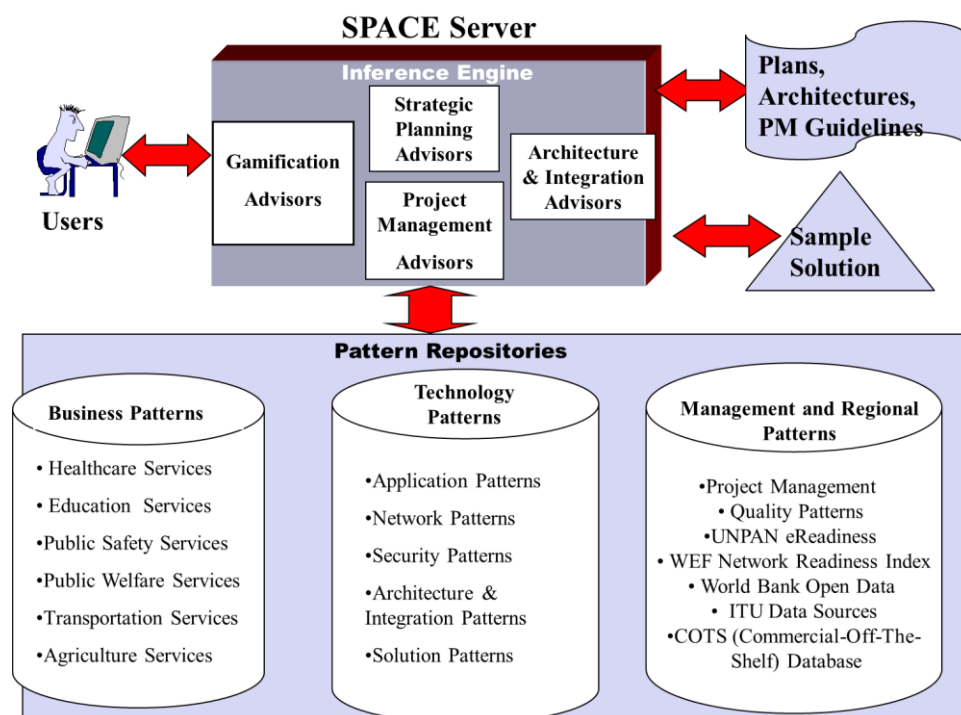 SPACE Server
Inference Engine
Users
Gamification
Advisors
Strategic
Planning
Advisors
Project
Management
Advisors
Architecture
& Integration
Advisors
Plans,
Architectures,
PM Guidelines
Sample
Solution
Pattern Repositories
Business Patterns
• Healthcare Services
• Education Services
•Public Safety Services
•Public Welfare Services
•Transportation Services
•Agriculture Services
Technology
Patterns
•Application Patterns
•Network Patterns
•Security Patterns
•Architecture &
Integration Patterns
•Solution Patterns
Management and Regional
Patterns
•Project Management
• Quality Patterns
•UNPAN eReadiness
• WEF Network Readiness Index
• World Bank Open Data
• ITU Data Sources
•COTS (Commercial-Off-The-
Shelf) Database